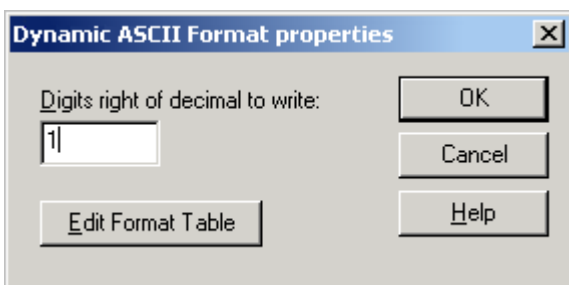 Dynamic ASCII Format properties
Digits right of decimal to write:
1
OK
Cancel
Edit Format Table
Help